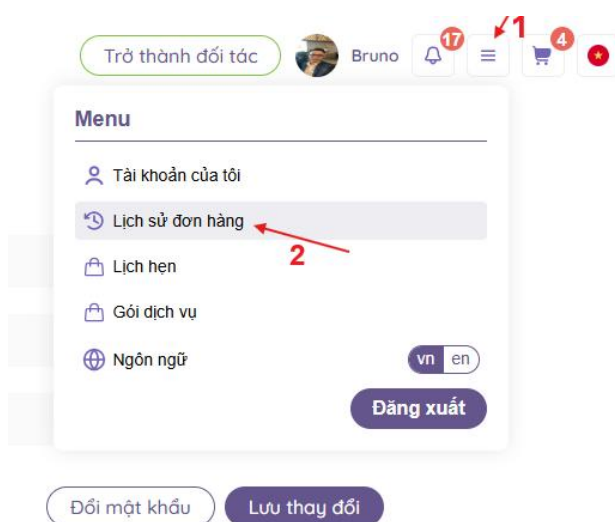 Trở thành đối tác Bruno 17 1 4
Menu
Tài khoản của tôi
Lịch sử đơn hàng
2
Lịch hẹn
Gói dịch vụ
Ngôn ngữ vn en
Đăng xuất
Đổi mật khẩu Lưu thay đổi